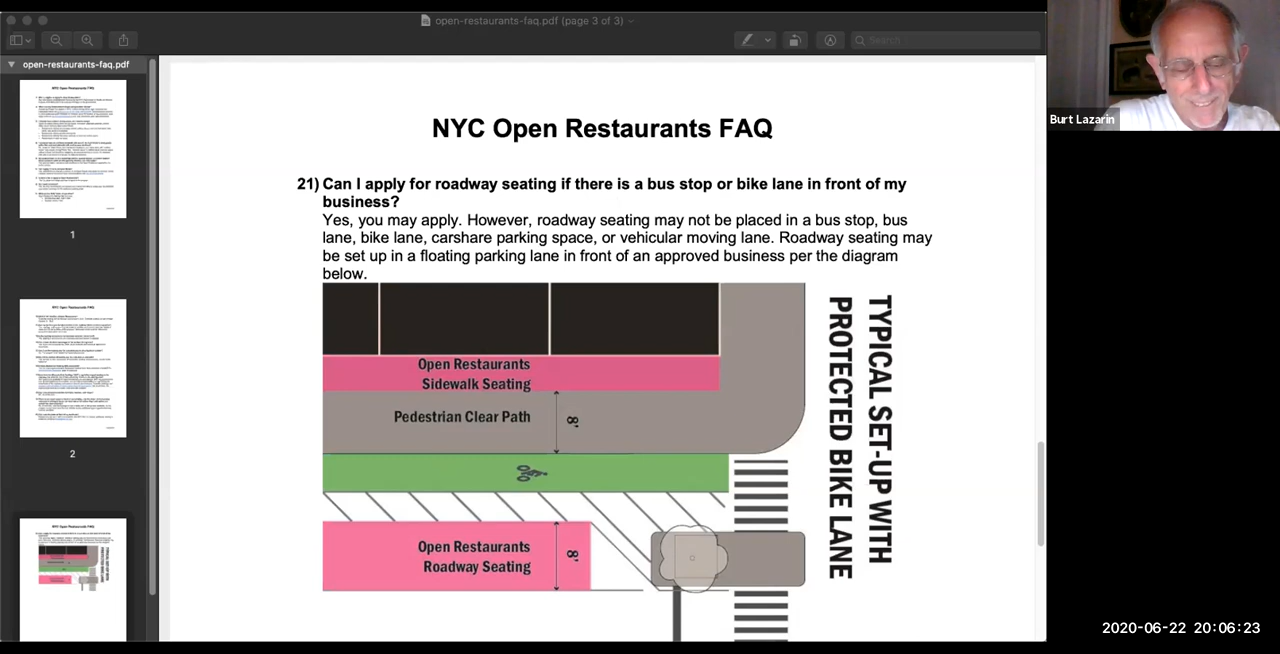 open-restaurants-faq.pdf (page 3 of 3)
Search
open-restaurants-faq.pdf
1
2
NYC Open Restaurants FAQ
21) Can I apply for roadway seating if there is a bus stop or bike lane in front of my
business?
Yes, you may apply. However, roadway seating may not be placed in a bus stop, bus
lane, bike lane, carshare parking space, or vehicular moving lane. Roadway seating may
be set up in a floating parking lane in front of an approved business per the diagram
below.
Open Restaurants
Sidewalk Seating
Pedestrian Clear Path
8'
Open Restaurants
Roadway Seating
8'
TYPICAL SET-UP WITH
PROTECTED BIKE LANE
Burt Lazarin
2020-06-22 20:06:23